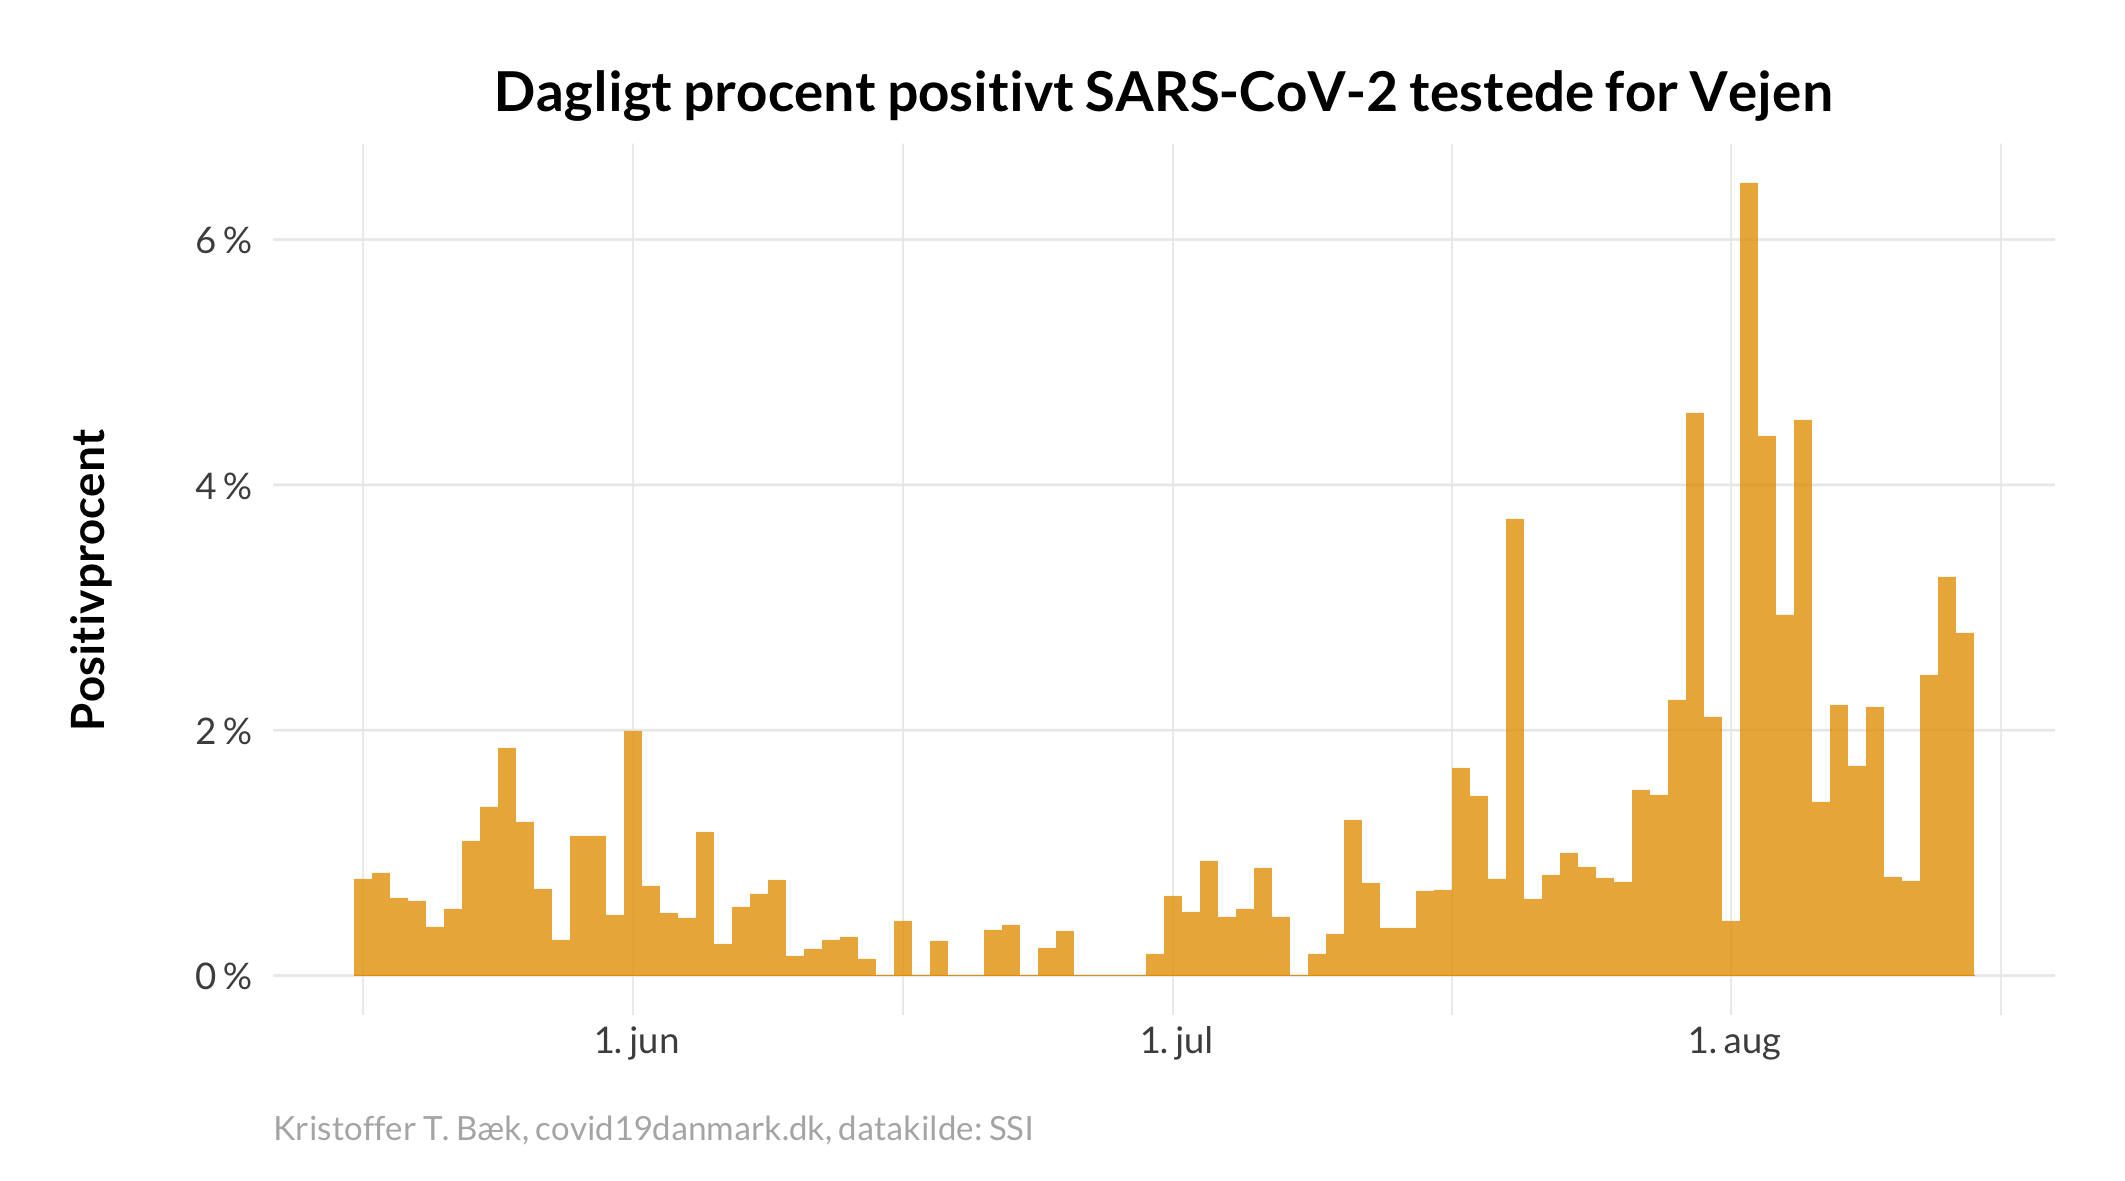 Dagligt procent positivt SARS-CoV-2 testede for Vejen
Positivprocent
6 %
4 %
2 %
0 %
1. jun
1. jul
1. aug
Kristoffer T. Bæk, covid19danmark.dk, datakilde: SSI